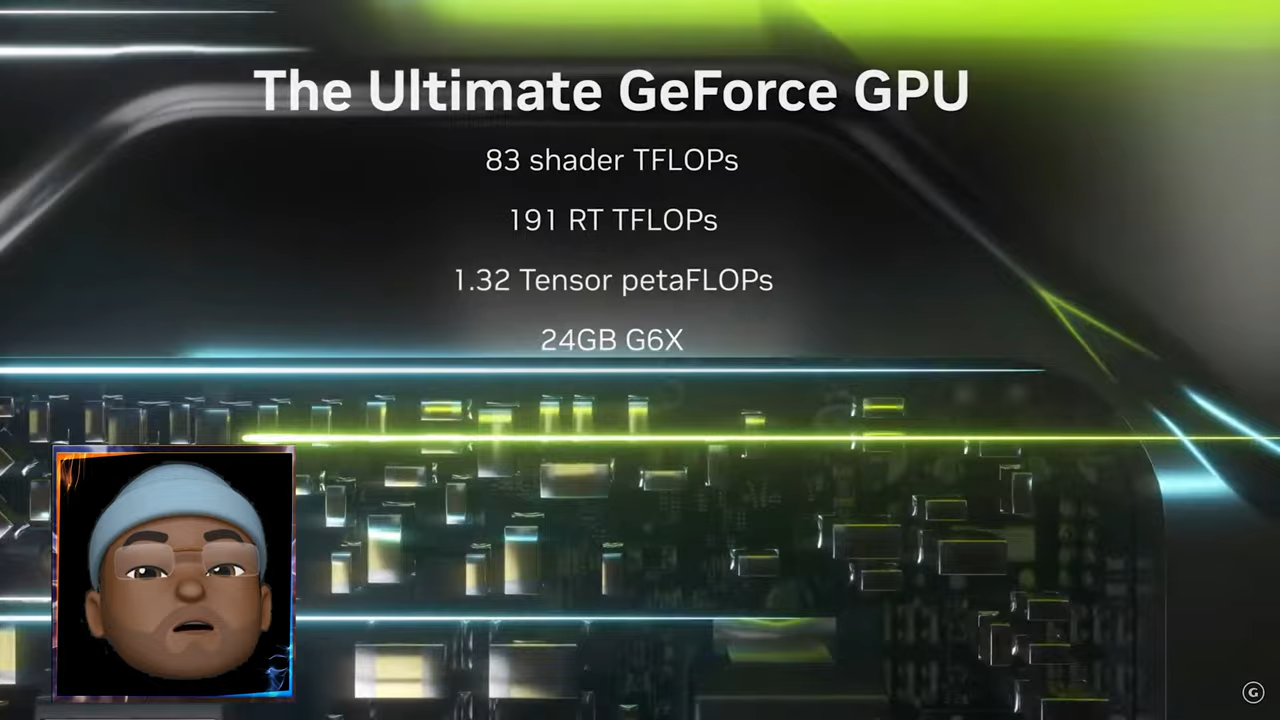 The Ultimate GeForce GPU
83 shader TFLOPs
191 RT TFLOPs
1.32 Tensor petaFLOPs
24GB G6X
G